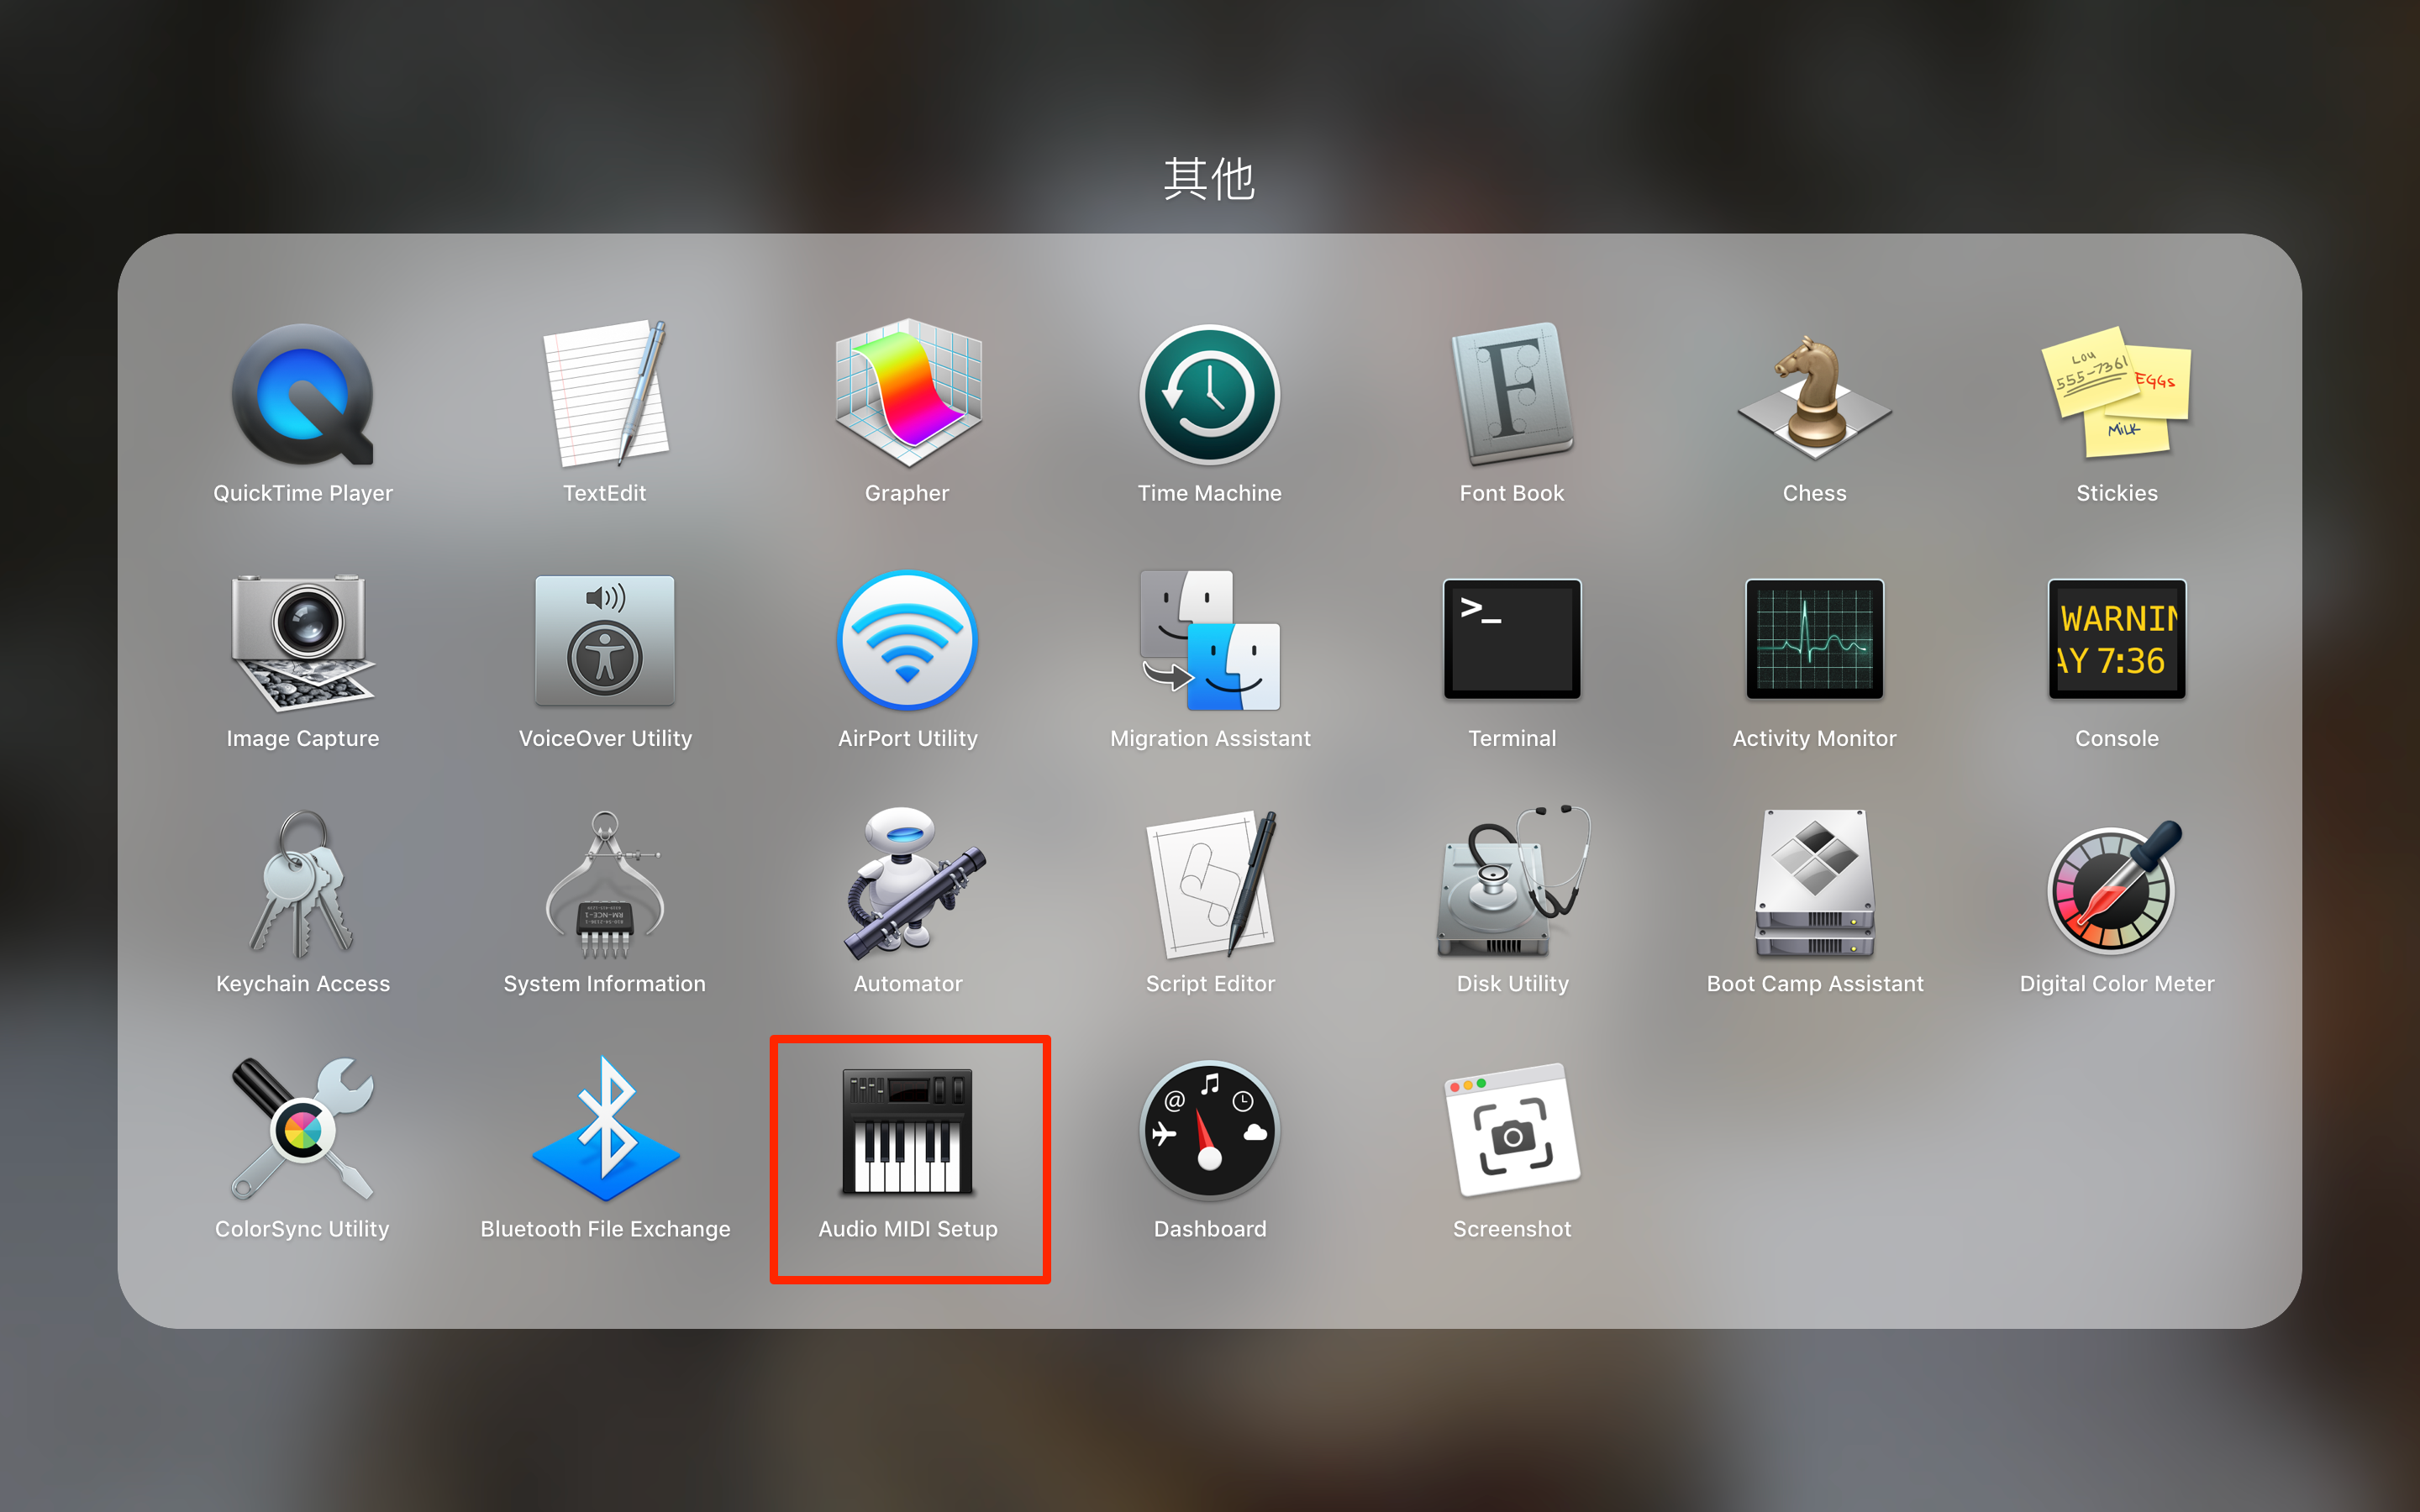 其他
Lou
555-7361
EGGs
MiLK
QuickTime Player
TextEdit
Grapher
Time Machine
Font Book
Chess
Stickies
>_
WARNIN
AY 7:36
Image Capture
VoiceOver Utility
AirPort Utility
Migration Assistant
Terminal
Activity Monitor
Console
RM-NCE-1
Keychain Access
System Information
Automator
Script Editor
Disk Utility
Boot Camp Assistant
Digital Color Meter
@
ColorSync Utility
Bluetooth File Exchange
Audio MIDI Setup
Dashboard
Screenshot